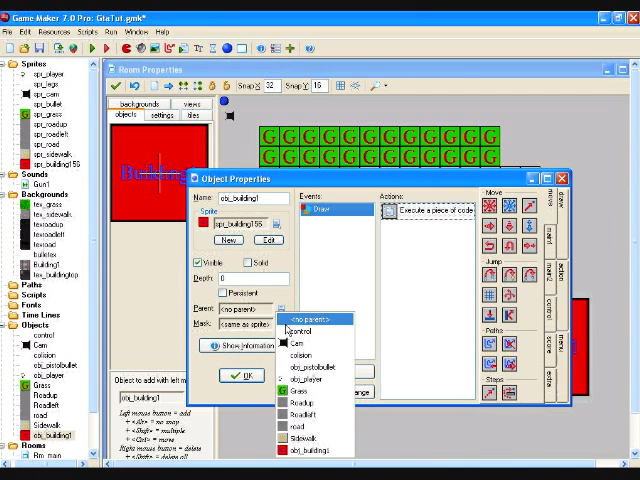 Game Maker 7.0 Pro: GtaTut.gmk*
File Edit Resources Scripts Run Window Help
Sprites
spr_player
spr_legs
spr_cam
spr_bullet
spr_grass
spr_roadup
spr_roadleft
spr_road
spr_sidewalk
spr_building156
Sounds
Gun1
Backgrounds
tex_grass
tex_sidewalk
texroad
texroadup
texroadleft
bulletex
Building1
tex_buildingtop
Paths
Scripts
Fonts
Time Lines
Objects
control
Cam
colision
obj_pistolbullet
obj_player
Grass
Roadup
Roadleft
road
Sidewalk
obj_building1
Rooms
Rm_main
Room Properties
Snap X: 32 Snap Y: 16
backgrounds views
objects settings tiles
Building
Object to add with left m
obj_building1
Left mouse button = add
+ <Alt> = no
+ <Shift> = multiple
+ <Ctrl> = move
Right mouse button = delete
+ <Shift> = delete all
G G G G G G G G G G G G
G G G G G G G G G G G G
Object Properties
Name: obj_building1
Sprite
spr_building156
New Edit
Visible Solid
Depth: 0
Persistent
Parent: <no parent>
Mask: <same as sprite>
Show Information
OK
Events:
Draw
Change
Actions:
Execute a piece of code
<no parent>
control
Cam
colision
obj_pistolbullet
obj_player
Grass
Roadup
Roadleft
road
Sidewalk
obj_building1
Move
Jump
Paths
Steps
move
main1
main2
control
score
extra
draw
action
menu